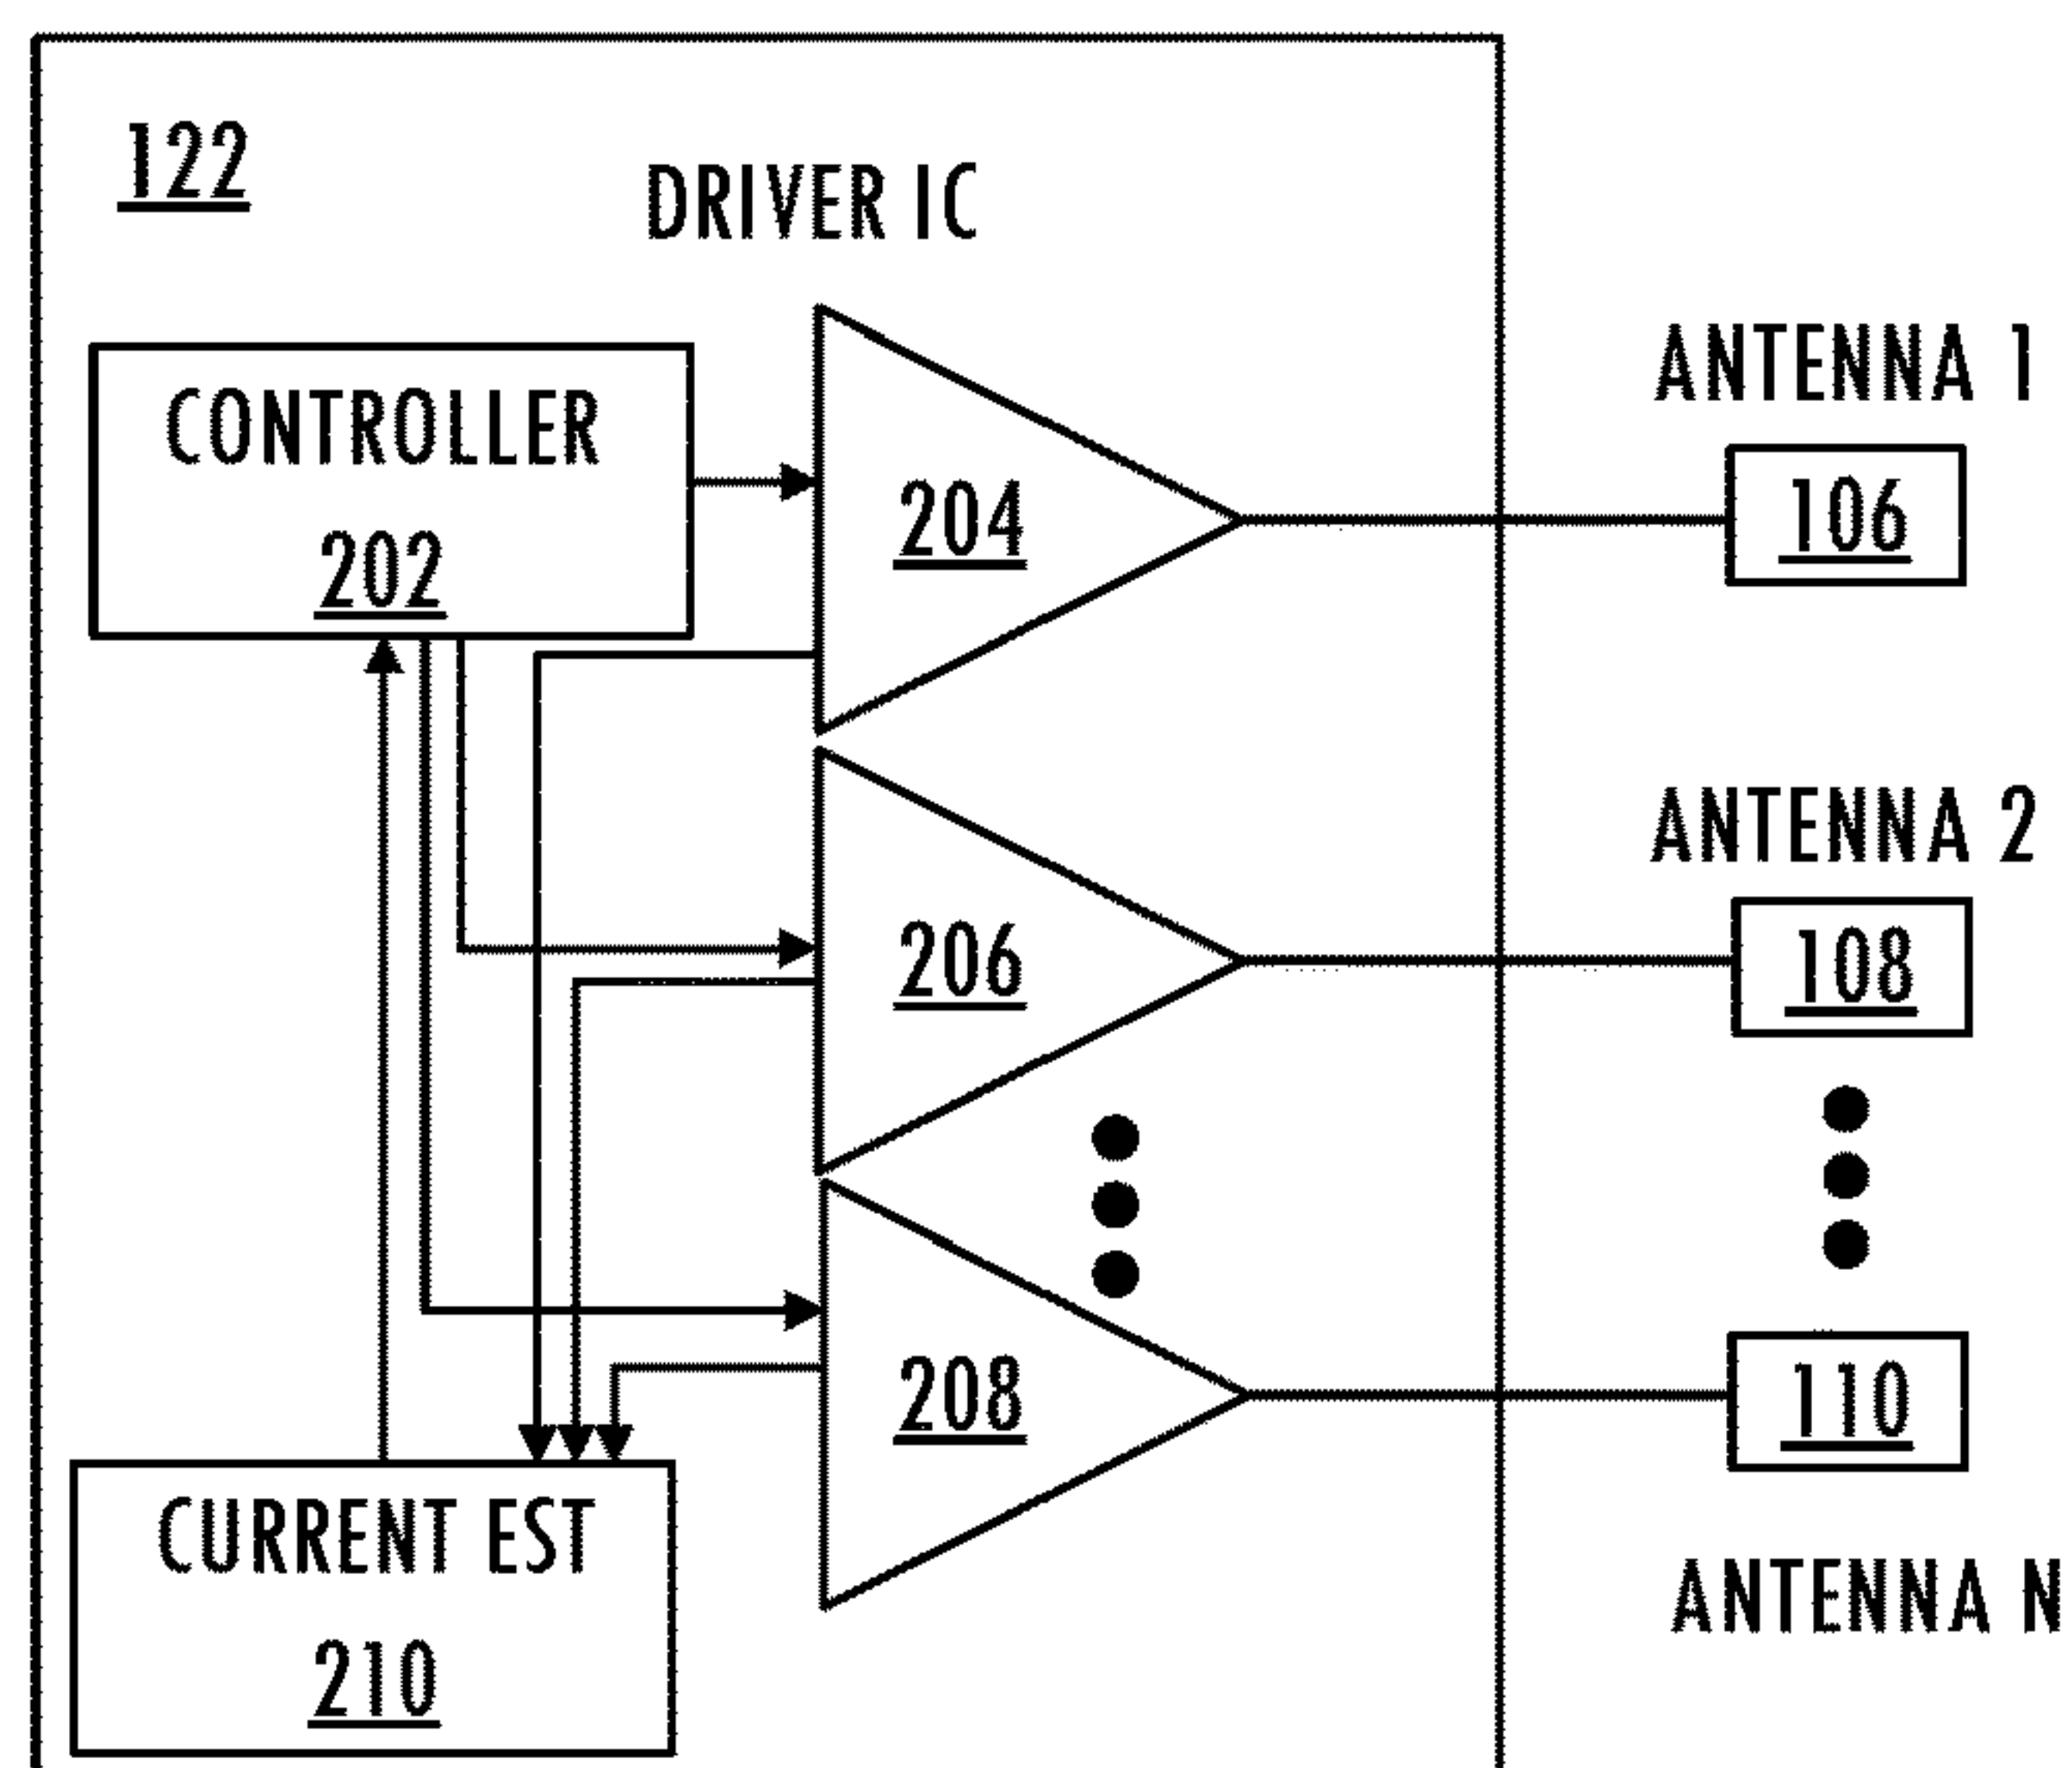 122
DRIVER IC
CONTROLLER
202
204
ANTENNA 1
106
206
ANTENNA 2
108
208
110
ANTENNA N
CURRENT EST
210